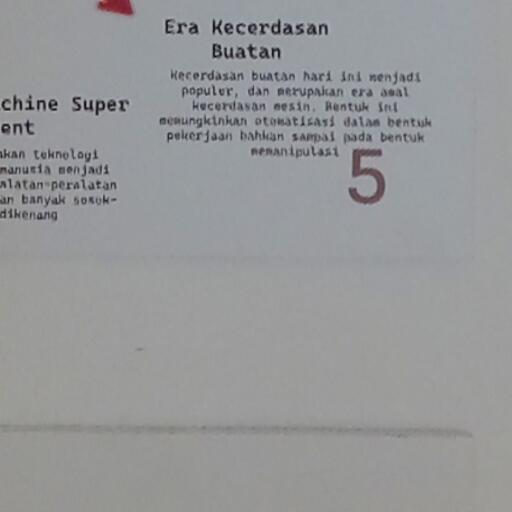 Era Kecerdasan
Buatan
Kecerdasan buatan hari ini menjadi
populer, dan merupakan era awal
kecerdasan mesin. Bentuk ini
memungkinkan otomatisasi dalam bentuk
pekerjaan bahkan sampai pada bentuk
memanipulasi
5
chine Super
ent
akan teknologi
manusia menjadi
alatan-peralatan
an banyak sosok-
dikenang